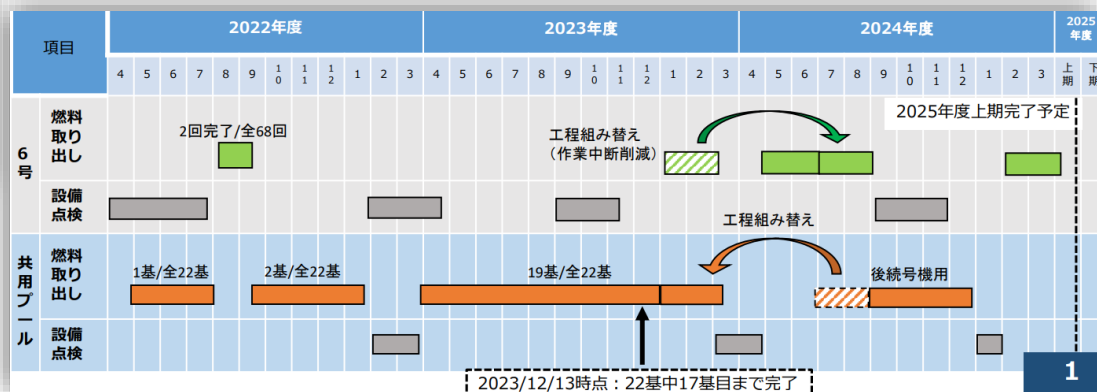 項目
2022年度
2023年度
2024年度
2025
年度
4 5 6 7 8 9 10 11 12 1 2 3 4 5 6 7 8 9 10 11 12 1 2 3 4 5 6 7 8 9 10 11 12 1 2 3 上期 下期
6号
燃料
取り
出し
2回完了/全68回
工程組み替え
(作業中断削減)
2025年度上期完了予定
設備
点検
共用プール
燃料
取り
出し
1基/全22基
2基/全22基
19基/全22基
工程組み替え
後続号機用
設備
点検
2023/12/13時点:22基中17基目まで完了
1